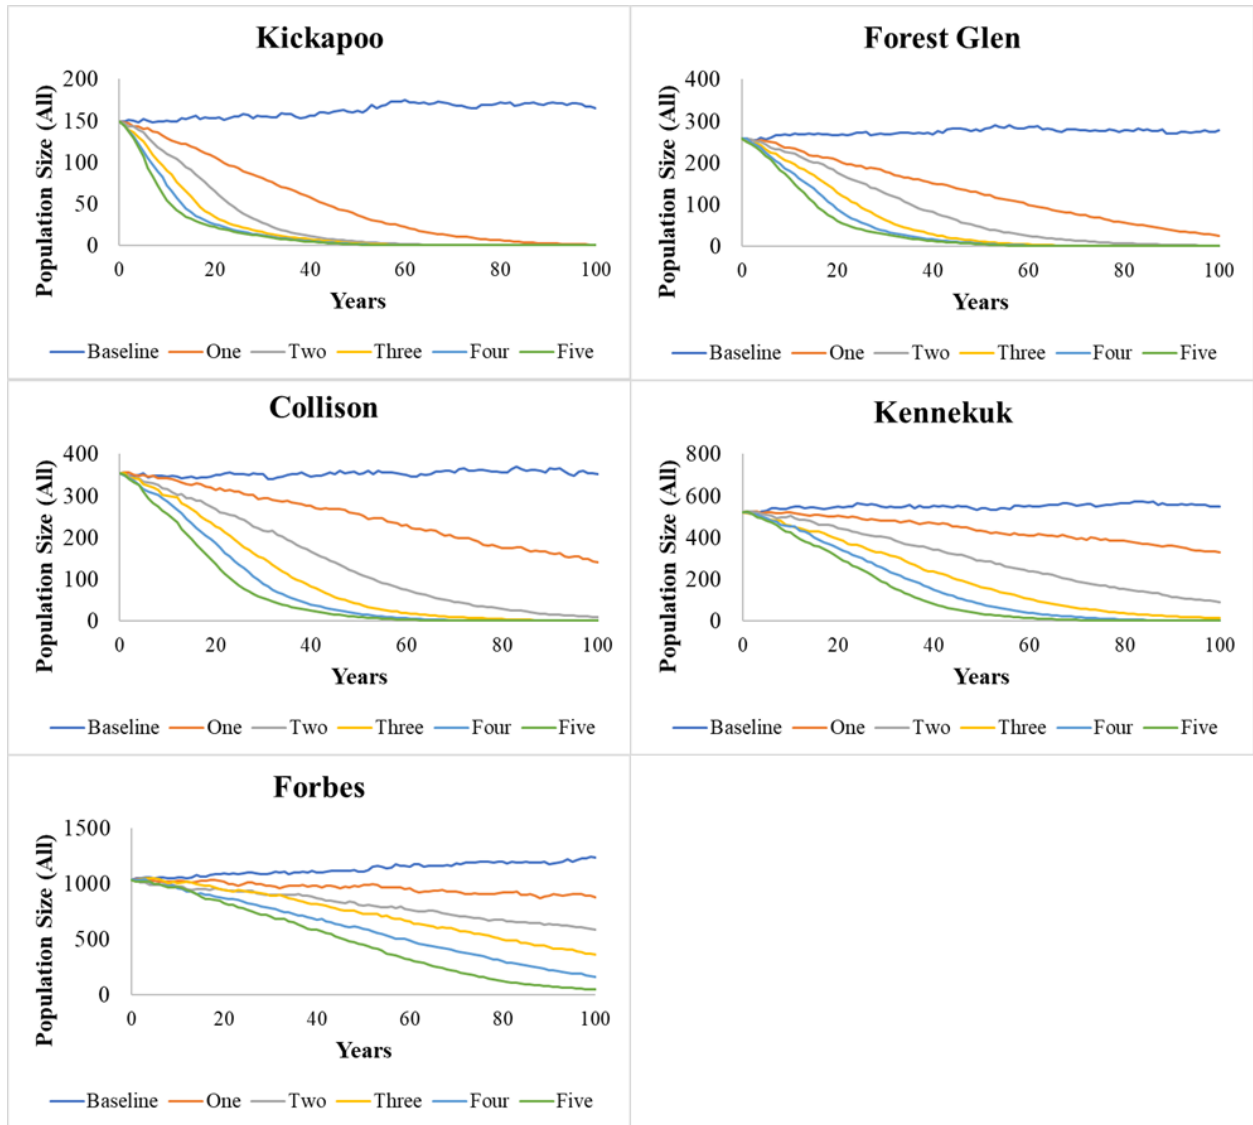 Kickapoo
Population Size (All)
200
150
100
50
0
0 20 40 60 80 100
Years
Baseline One Two Three Four Five
Forest Glen
Population Size (All)
400
300
200
100
0
0 20 40 60 80 100
Years
Baseline One Two Three Four Five
Collison
Population Size (All)
400
300
200
100
0
0 20 40 60 80 100
Years
Baseline One Two Three Four Five
Kennekuk
Population Size (All)
800
600
400
200
0
0 20 40 60 80 100
Years
Baseline One Two Three Four Five
Forbes
Population Size (All)
1500
1000
500
0
0 20 40 60 80 100
Years
Baseline One Two Three Four Five